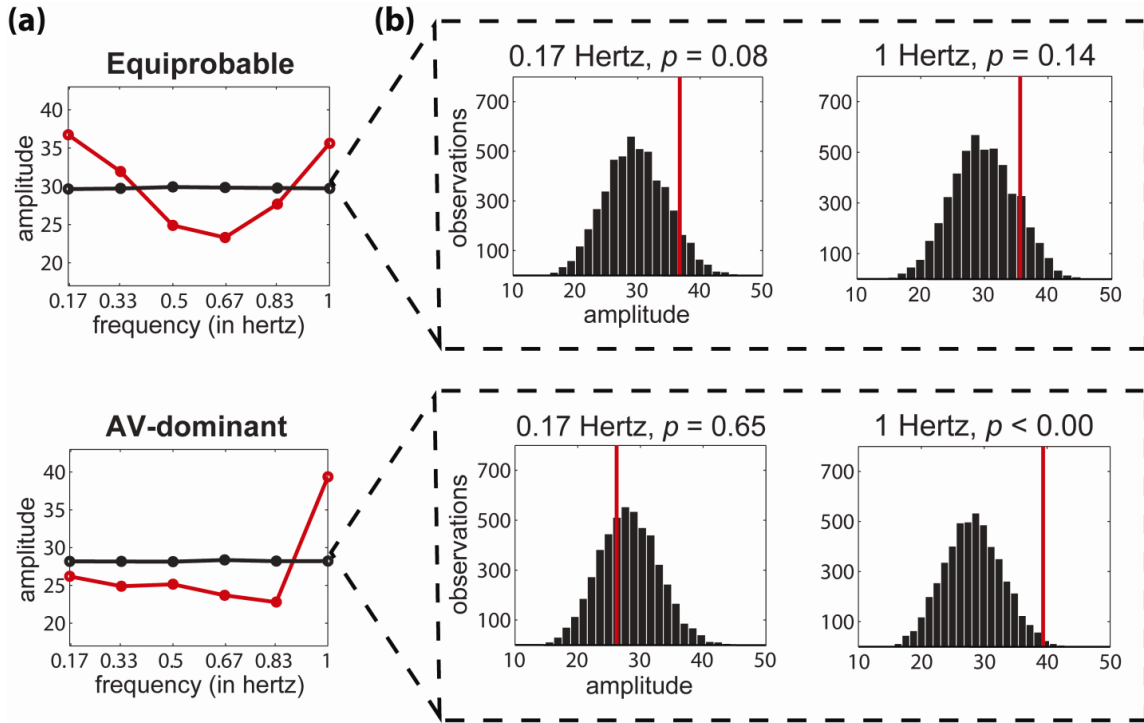 (a)
Equiprobable
amplitude
40
35
30
25
20
0.17 0.33 0.5 0.67 0.83 1
frequency (in hertz)
(b)
0.17 Hertz, p = 0.08
observations
700
500
300
100
10 20 30 40 50
amplitude
1 Hertz, p = 0.14
700
500
300
100
10 20 30 40 50
AV-dominant
amplitude
40
35
30
25
20
0.17 0.33 0.5 0.67 0.83 1
frequency (in hertz)
0.17 Hertz, p = 0.65
observations
700
500
300
100
10 20 30 40 50
amplitude
1 Hertz, p < 0.00
700
500
300
100
10 20 30 40 50